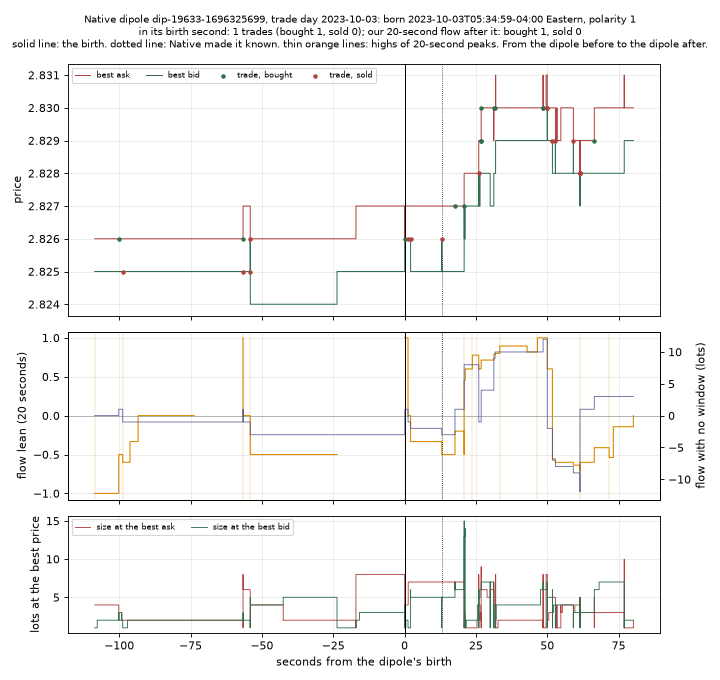 Native dipole dip-19633-1696325699, trade day 2023-10-03: born 2023-10-03T05:34:59-04:00 Eastern, polarity 1
in its birth second: 1 trades (bought 1, sold 0); our 20-second flow after it: bought 1, sold 0
solid line: the birth. dotted line: Native made it known. thin orange lines: highs of 20-second peaks. From the dipole before to the dipole after.
best ask
best bid
trade, bought
trade, sold
2.831
2.830
2.829
2.828
2.827
2.826
2.825
2.824
price
1.0
0.5
0.0
−0.5
−1.0
flow lean (20 seconds)
10
5
0
−5
−10
flow with no window (lots)
size at the best ask
size at the best bid
15
10
5
lots at the best price
−100
−75
−50
−25
0
25
50
75
seconds from the dipole's birth